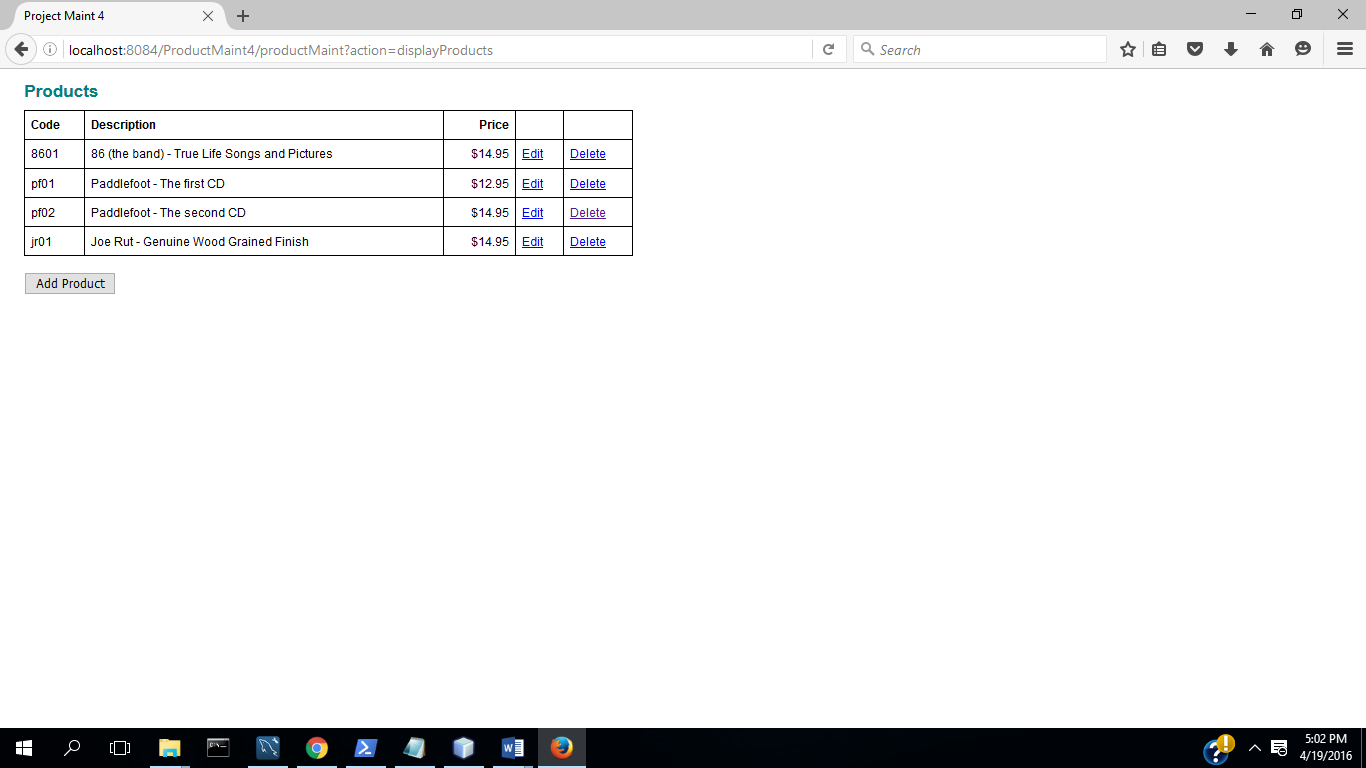 Project Maint 4
localhost:8084/ProductMaint4/productMaint?action=displayProducts
Search
Products
Code Description Price
8601 86 (the band) - True Life Songs and Pictures $14.95 Edit Delete
pf01 Paddlefoot - The first CD $12.95 Edit Delete
pf02 Paddlefoot - The second CD $14.95 Edit Delete
jr01 Joe Rut - Genuine Wood Grained Finish $14.95 Edit Delete
Add Product
5:02 PM
4/19/2016